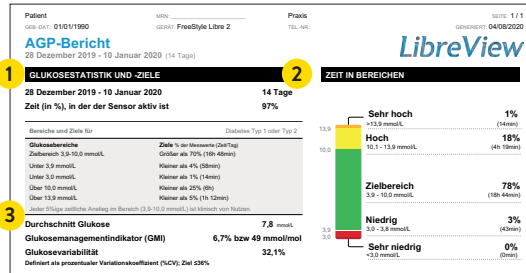 Patient MRN: Praxis SEITE: 1 / 1
GEB-DAT.: 01/01/1990 GERÄT: FreeStyle Libre 2 TEL-NR.: GENERIERT: 04/08/2020
AGP-Bericht
28 Dezember 2019 - 10 Januar 2020 (14 Tage)
LibreView
1 GLUKOSESTATISTIK UND -ZIELE
28 Dezember 2019 - 10 Januar 2020 14 Tage
Zeit (in %), in der der Sensor aktiv ist 97%
Bereiche und Ziele für Diabetes Typ 1 oder Typ 2
Glukosebereiche Ziele % der Messwerte (Zeit/Tag)
Zielbereich 3,9-10,0 mmol/L Größer als 70% (16h 48min)
Unter 3,9 mmol/L Kleiner als 4% (58min)
Unter 3,0 mmol/L Kleiner als 1% (14min)
Über 10,0 mmol/L Kleiner als 25% (6h)
Über 13,9 mmol/L Kleiner als 5% (1h 12min)
Jeder 5%ige zeitliche Anstieg im Bereich (3,9-10,0 mmol/L) ist klinisch von Nutzen.
3
Durchschnitt Glukose 7,8 mmol/L
Glukosemanagementindikator (GMI) 6,7% bzw 49 mmol/mol
Glukosevariabilität 32,1%
Definiert als prozentualer Variationskoeffizient (%CV); Ziel ≤36%
2 ZEIT IN BEREICHEN
Sehr hoch 1%
>13,9 mmol/L (14min)
13,9
Hoch 18%
10,1 - 13,9 mmol/L (4h 19min)
10,0
Zielbereich 78%
3,9 - 10,0 mmol/L (18h 44min)
Niedrig 3%
3,0 - 3,8 mmol/L (43min)
3,9
3,0
Sehr niedrig 0%
<3,0 mmol/L (0min)